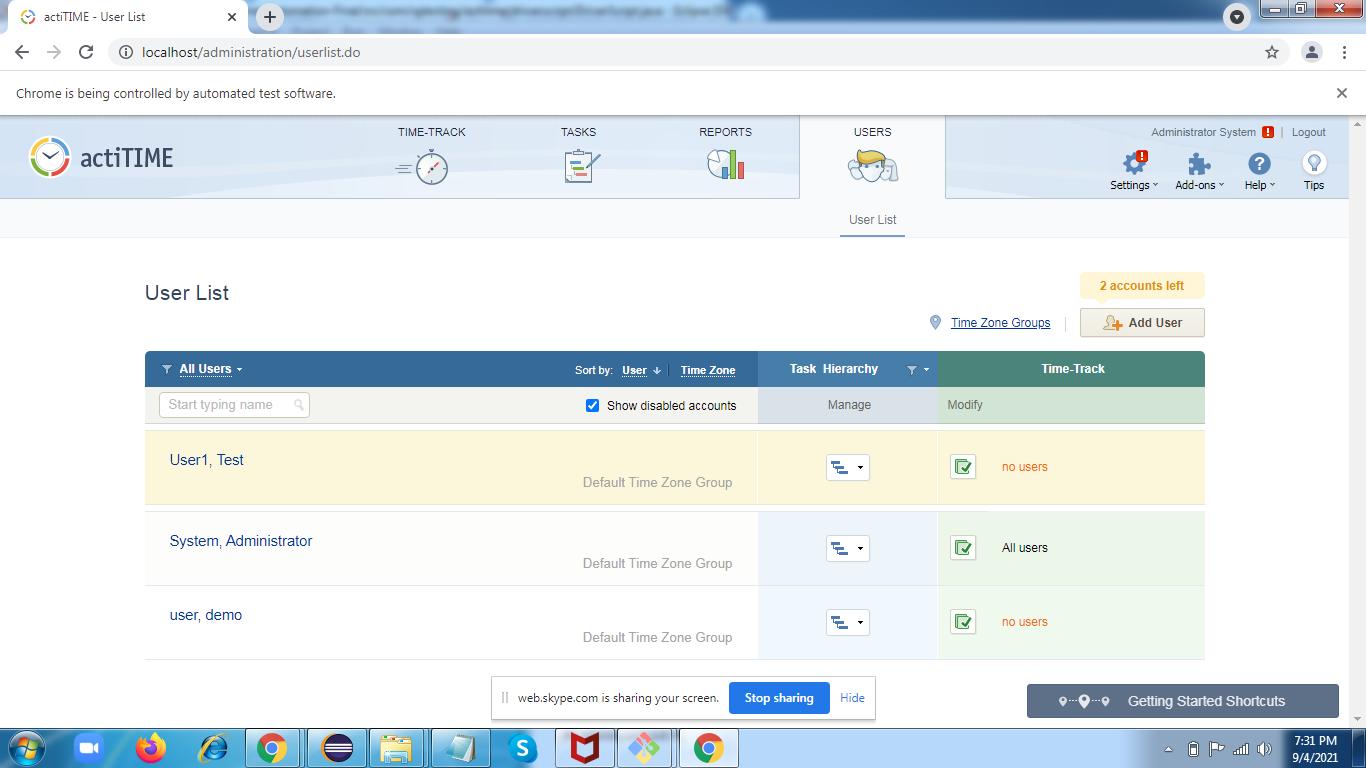 actiTIME - User List
localhost/administration/userlist.do
Chrome is being controlled by automated test software.
actiTIME
TIME-TRACK
TASKS
REPORTS
USERS
Administrator System
Logout
Settings
Add-ons
Help
Tips
User List
User List
2 accounts left
Time Zone Groups
Add User
All Users
Sort by: User
Time Zone
Task Hierarchy
Time-Track
Start typing name
Show disabled accounts
Manage
Modify
User1, Test
Default Time Zone Group
no users
System, Administrator
Default Time Zone Group
All users
user, demo
Default Time Zone Group
no users
web.skype.com is sharing your screen.
Stop sharing
Hide
Getting Started Shortcuts
7:31 PM
9/4/2021